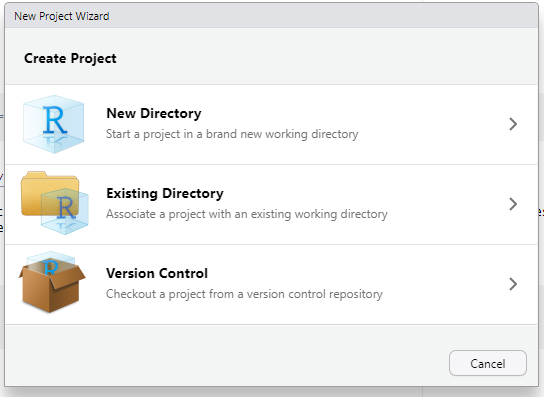 New Project Wizard
Create Project
R
New Directory
Start a project in a brand new working directory
R
Existing Directory
Associate a project with an existing working directory
R
Version Control
Checkout a project from a version control repository
Cancel